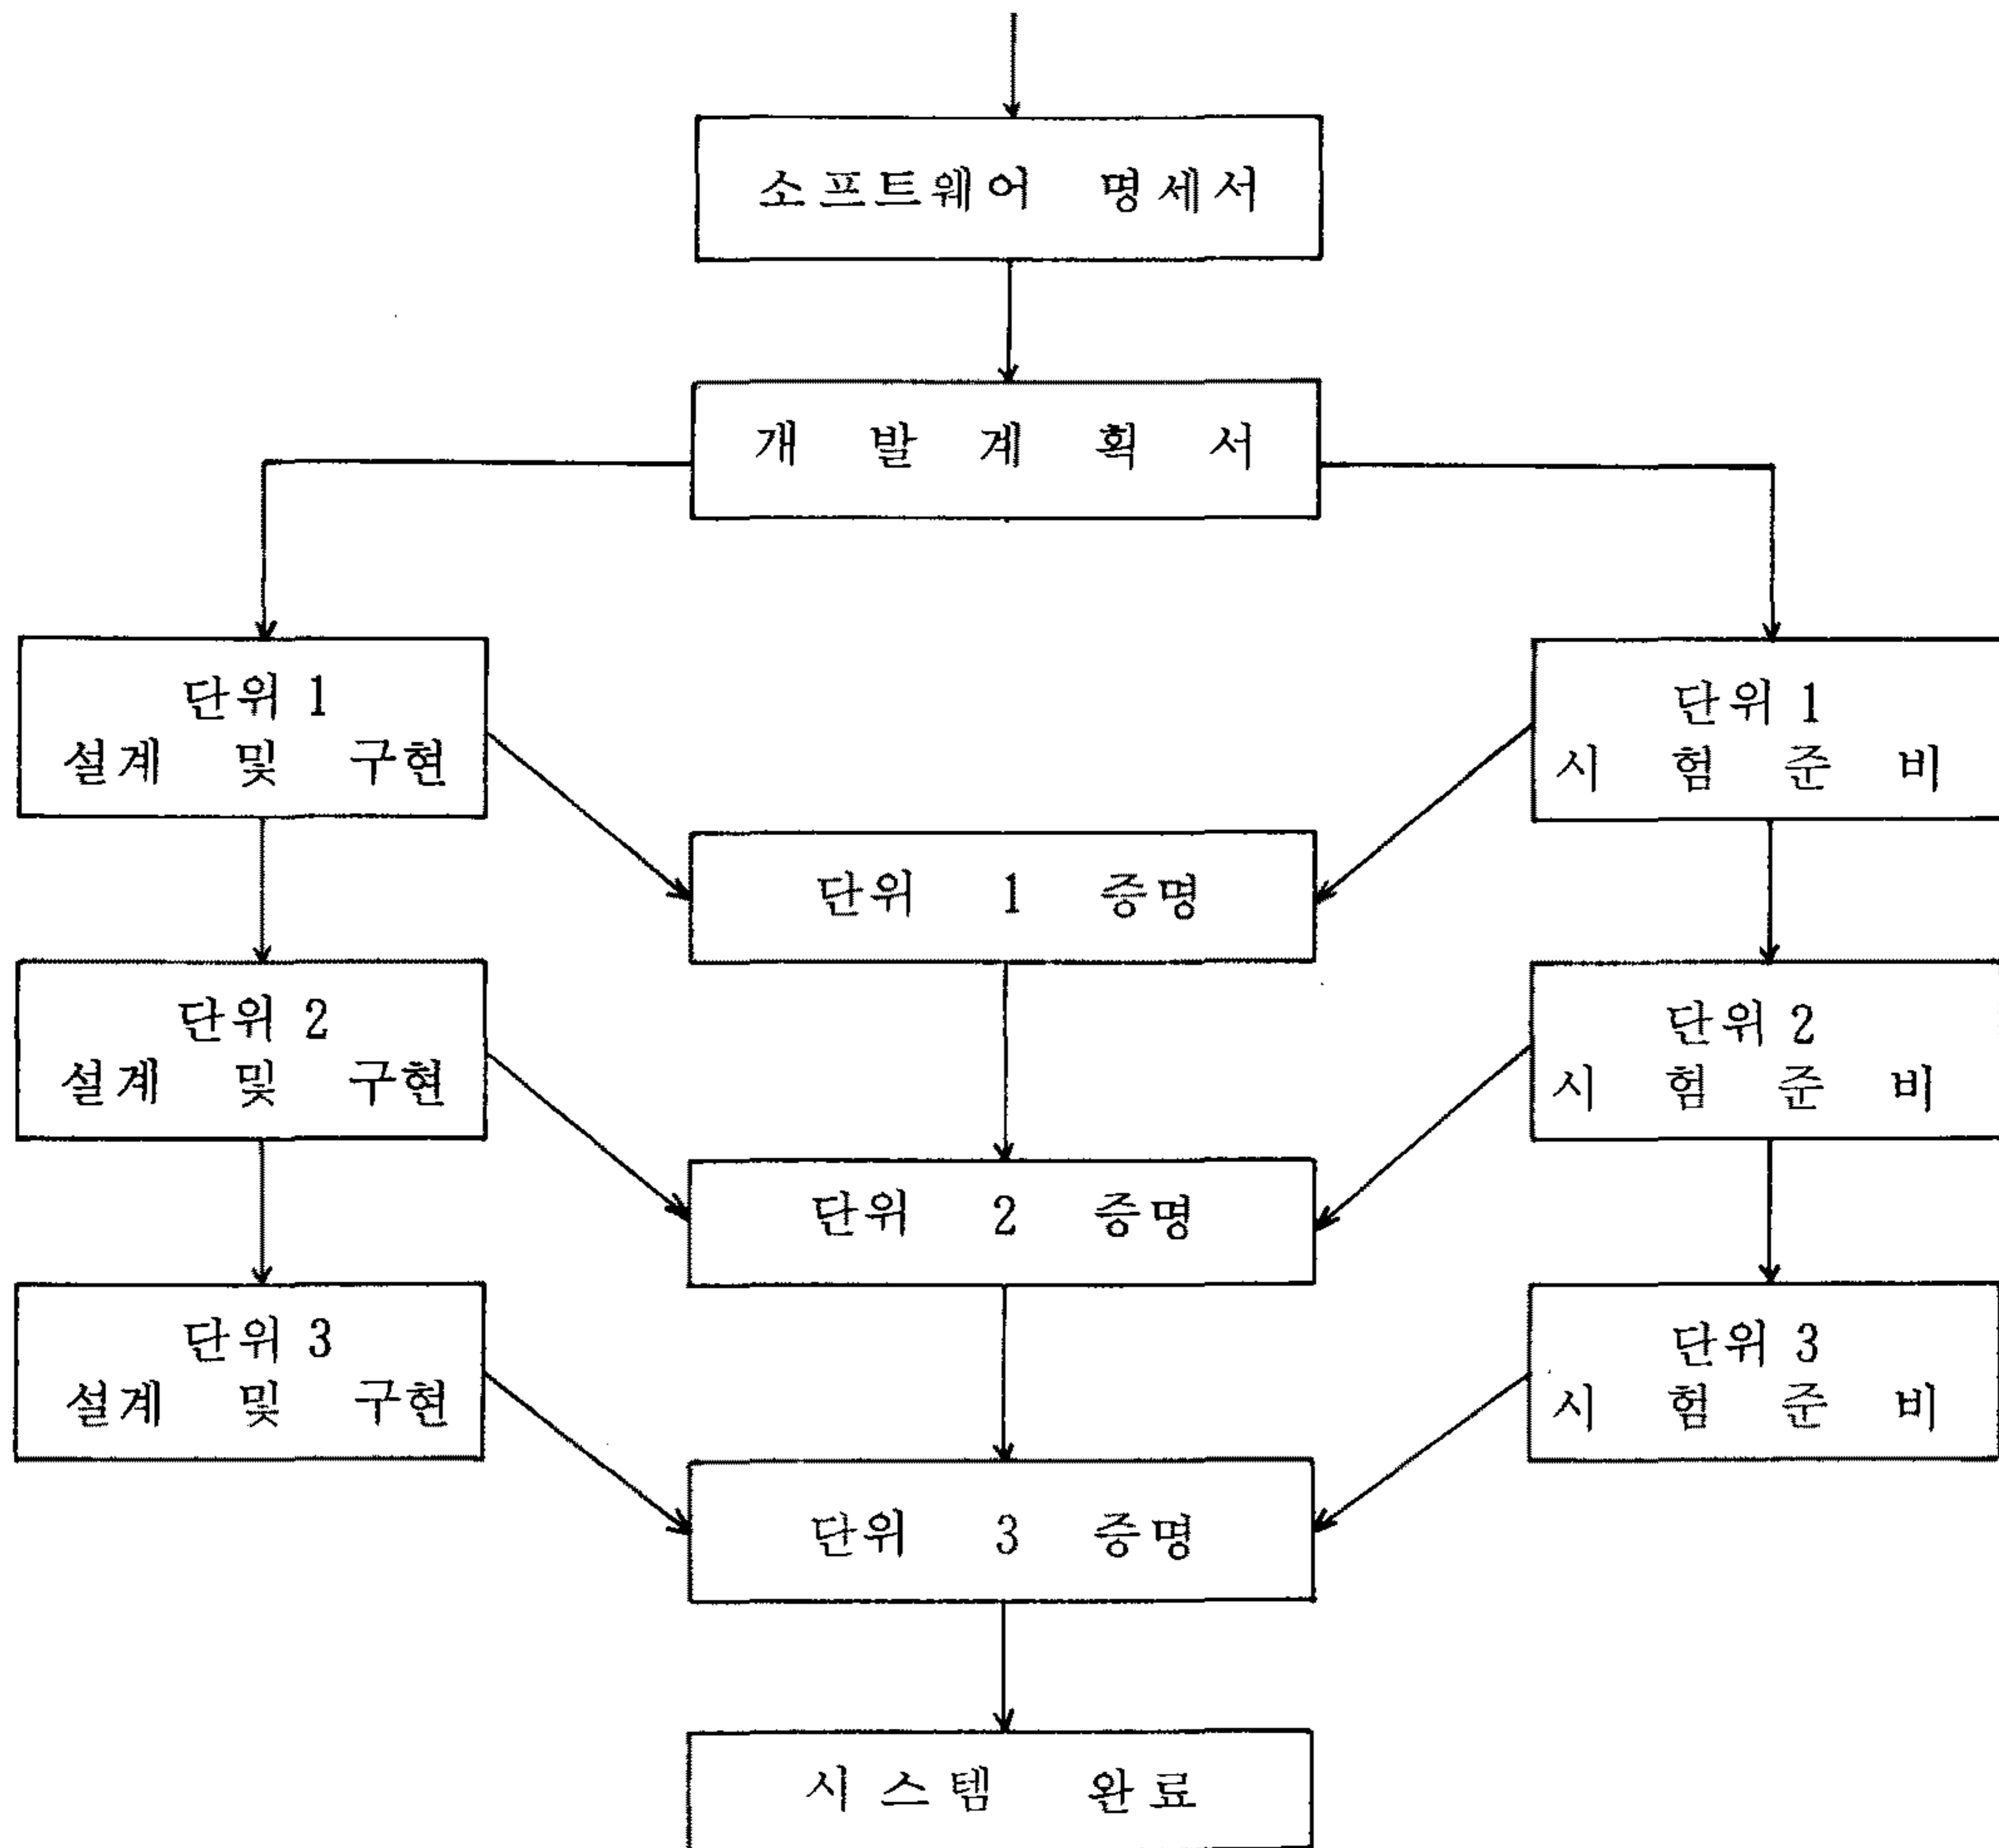 소프트웨어 명세서
개 발 계 획 서
단위 1
설계 및 구현
단위 1
시 험 준 비
단위 1 증명
단위 2
설계 및 구현
단위 2
시 험 준 비
단위 2 증명
단위 3
설계 및 구현
단위 3
시 험 준 비
단위 3 증명
시 스 템 완 료